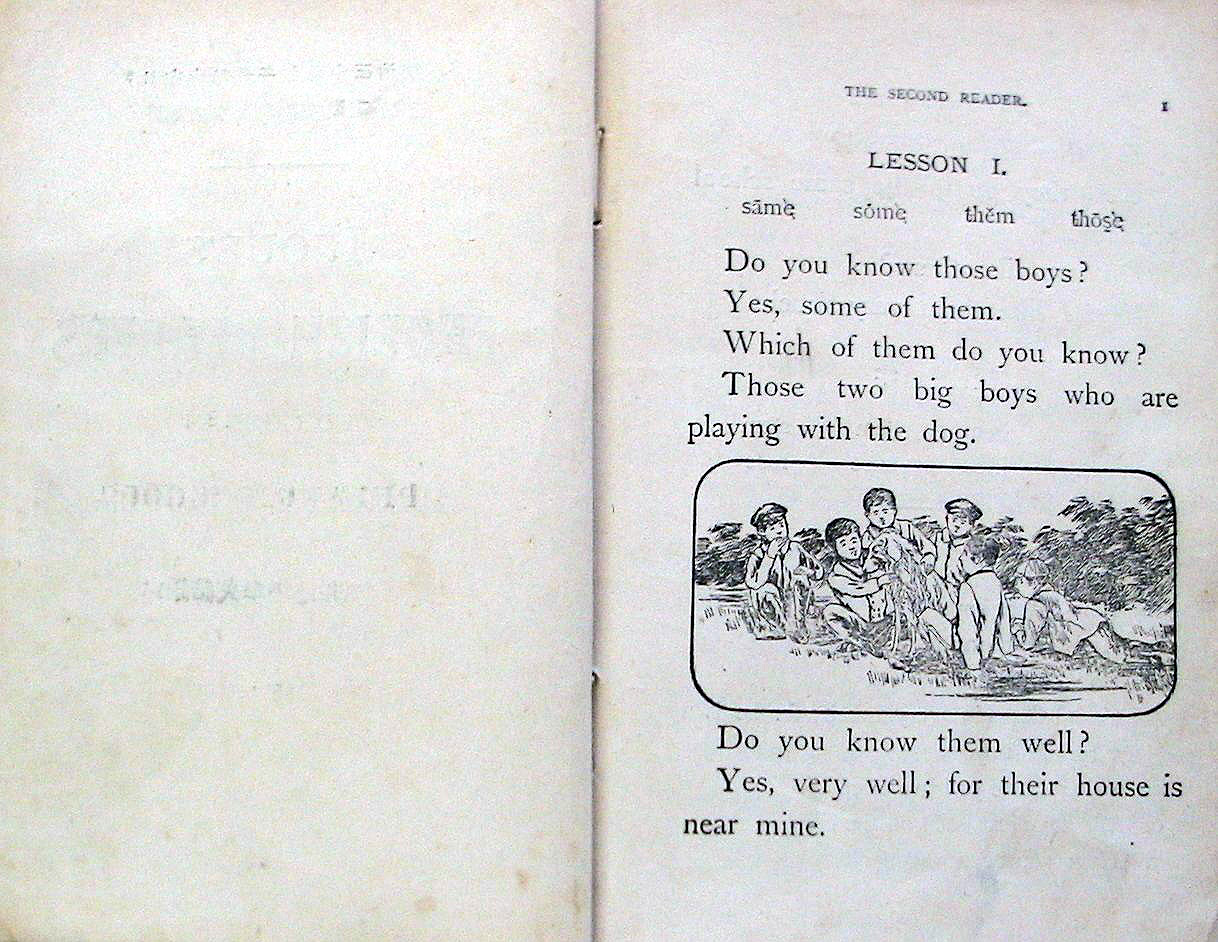 THE SECOND READER. 1
LESSON I.
sāme̖ sȯme̖ thĕm thōs̱e̖
Do you know those boys?
Yes, some of them.
Which of them do you know?
Those two big boys who are
playing with the dog.
Do you know them well?
Yes, very well; for their house is
near mine.